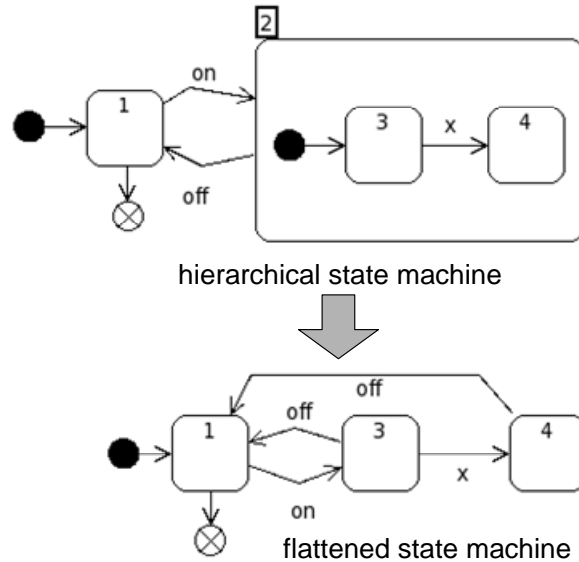 2
on
1
3
x
4
off
hierarchical state machine
off
1
off
3
4
x
on
flattened state machine